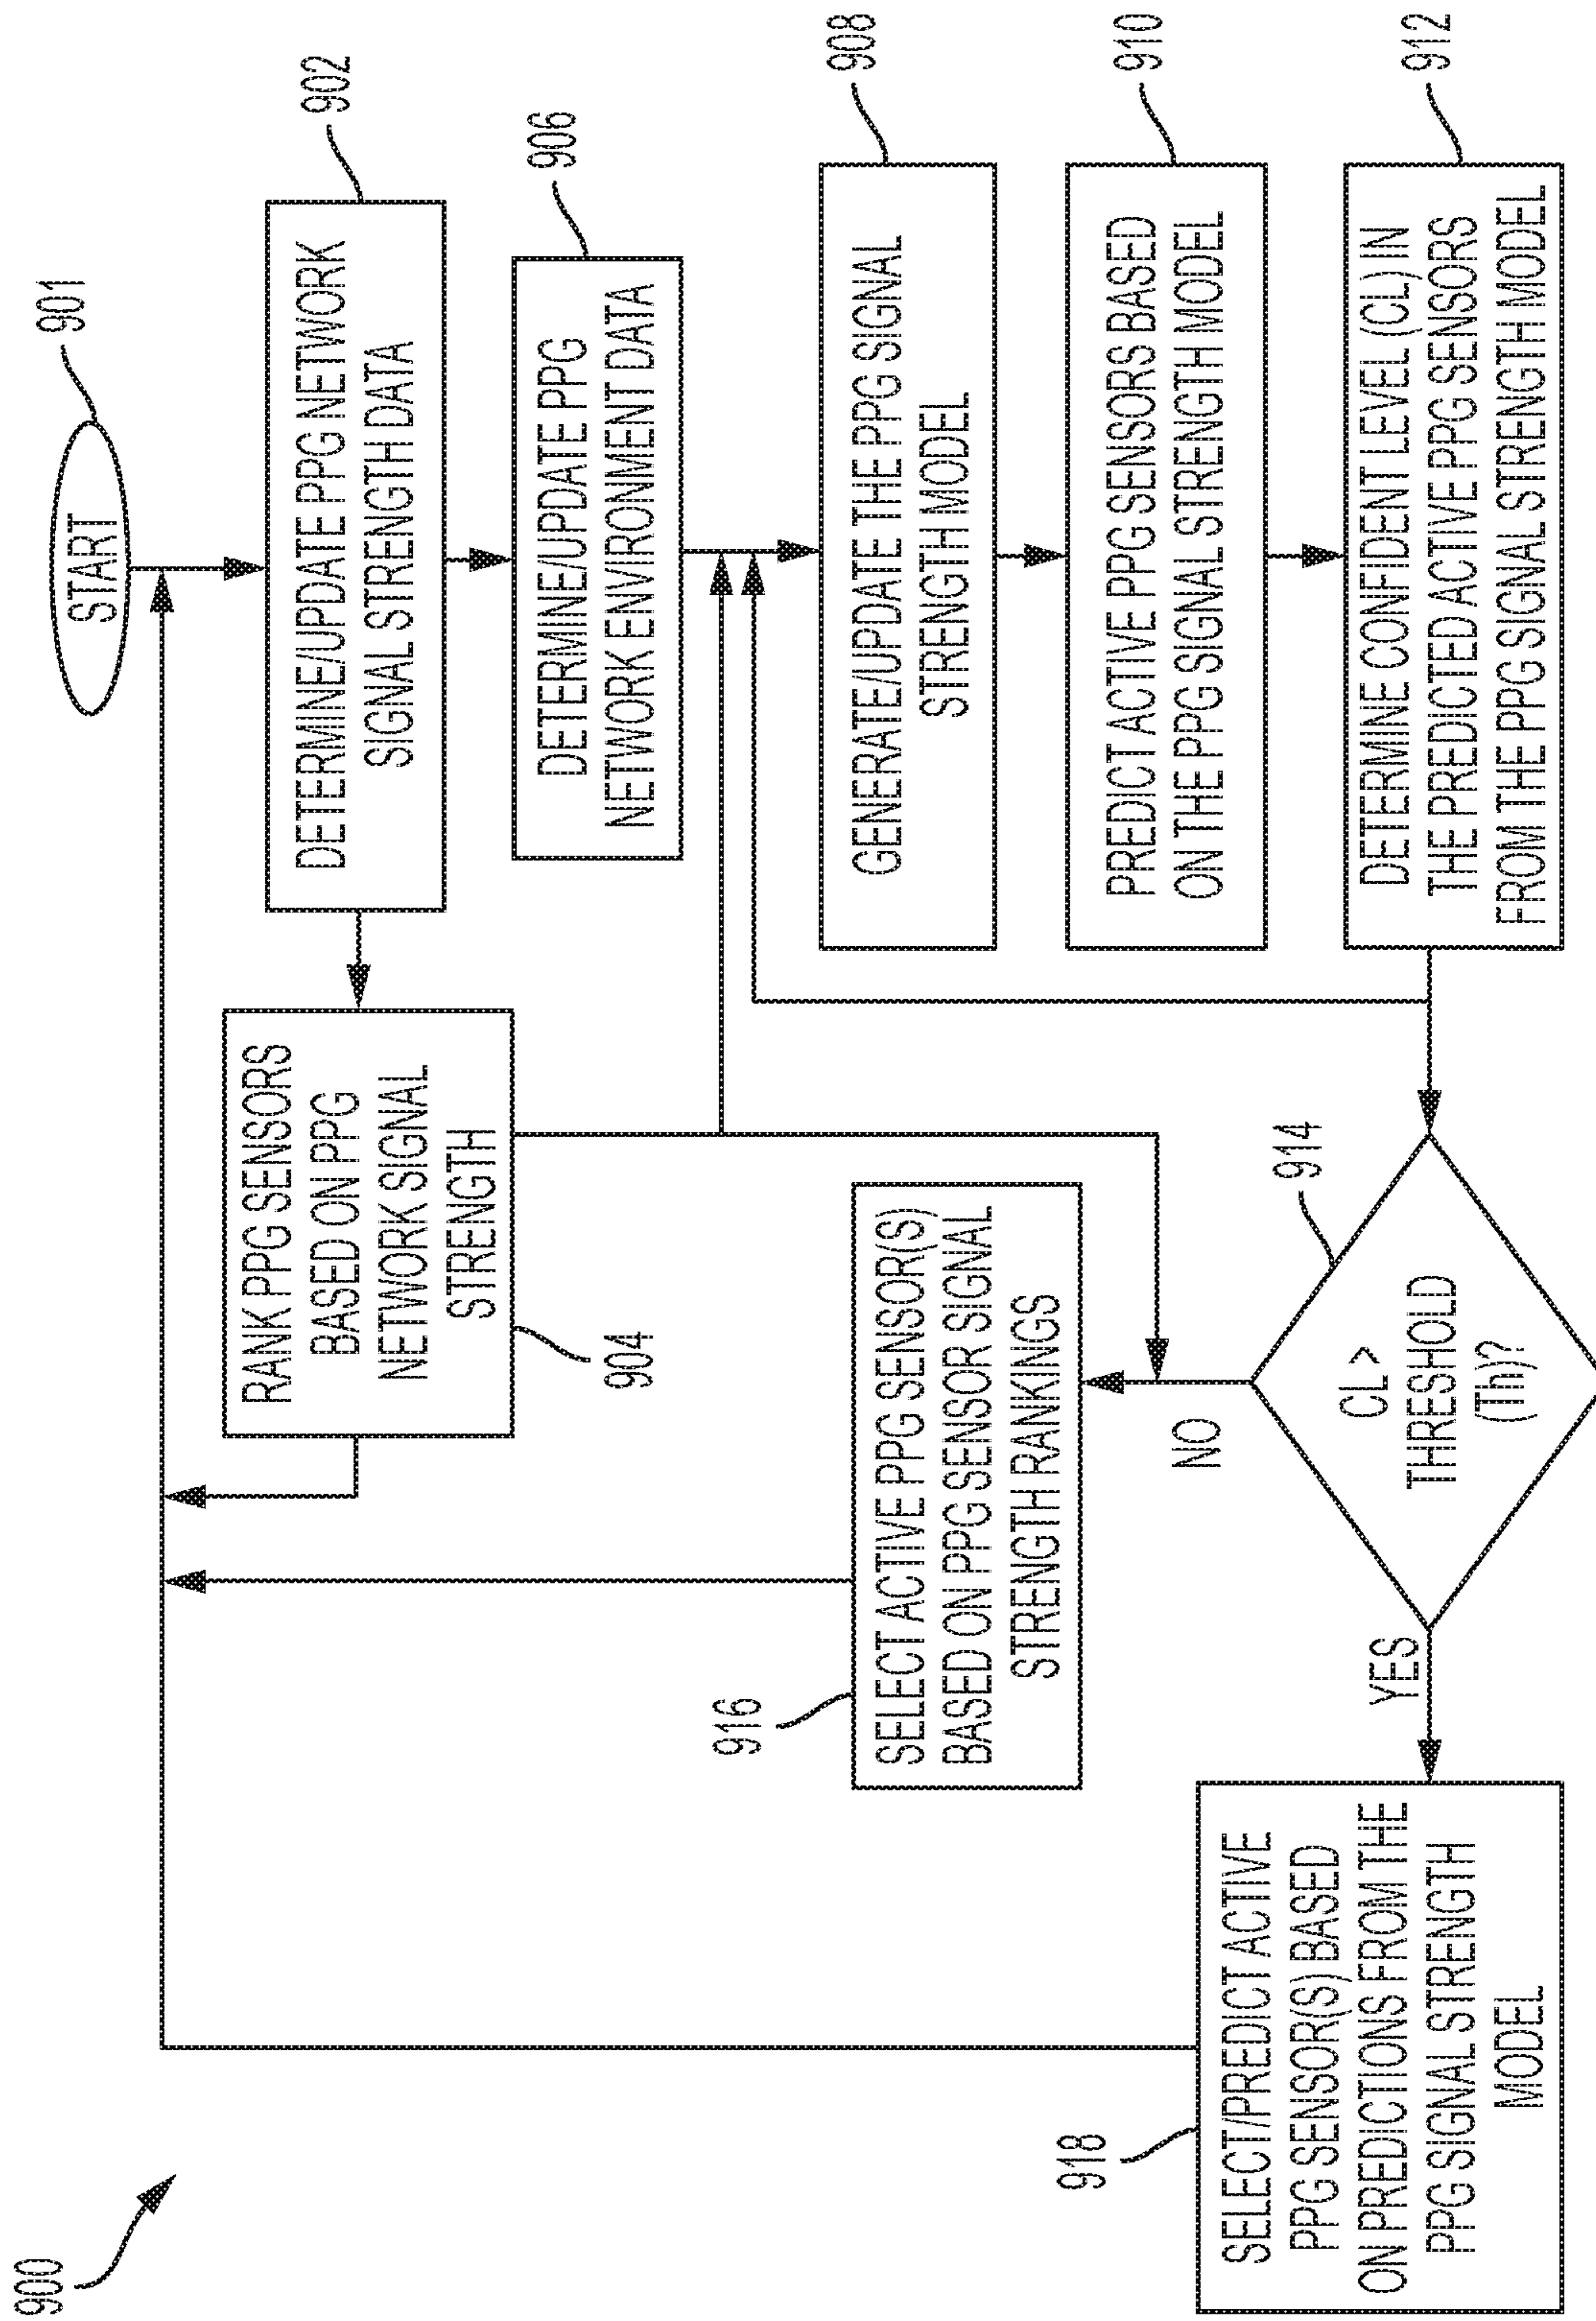 900
START
901
DETERMINE/UPDATE PPG NETWORK
SIGNAL STRENGTH DATA
902
RANK PPG SENSORS
BASED ON PPG
NETWORK SIGNAL
STRENGTH
904
DETERMINE/UPDATE PPG
NETWORK ENVIRONMENT DATA
906
GENERATE/UPDATE THE PPG SIGNAL
STRENGTH MODEL
908
PREDICT ACTIVE PPG SENSORS BASED
ON THE PPG SIGNAL STRENGTH MODEL
910
DETERMINE CONFIDENT LEVEL (CL) IN
THE PREDICTED ACTIVE PPG SENSORS
FROM THE PPG SIGNAL STRENGTH MODEL
912
CL >
THRESHOLD
(Th)?
914
NO
SELECT ACTIVE PPG SENSOR(S)
BASED ON PPG SENSOR SIGNAL
STRENGTH RANKINGS
916
YES
SELECT/PREDICT ACTIVE
PPG SENSOR(S) BASED
ON PREDICTIONS FROM THE
PPG SIGNAL STRENGTH
MODEL
918